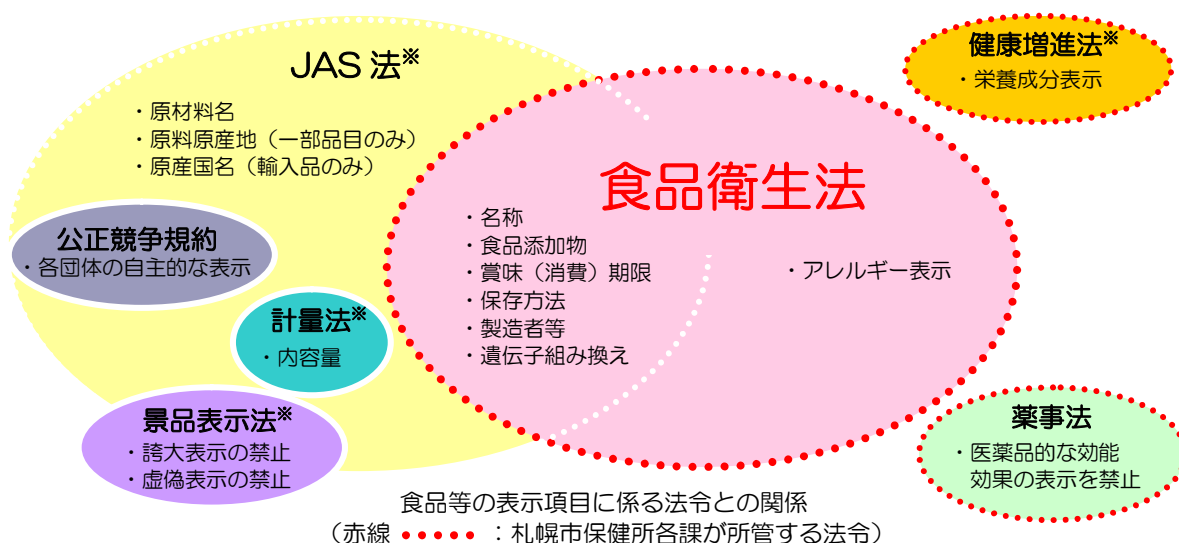 JAS 法※
・原材料名
・原料原産地（一部品目のみ）
・原産国名（輸入品のみ）
健康増進法※
・栄養成分表示
食品衛生法
・名称
・食品添加物
・賞味（消費）期限
・保存方法
・製造者等
・遺伝子組み換え
・アレルギー表示
公正競争規約
・各団体の自主的な表示
計量法※
・内容量
景品表示法※
・誇大表示の禁止
・虚偽表示の禁止
薬事法
・医薬品的な効能
効果の表示を禁止
食品等の表示項目に係る法令との関係
（赤線 ●●●●● ：札幌市保健所各課が所管する法令）